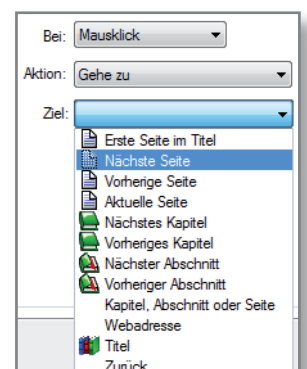 Bei: Mausklick
Aktion: Gehe zu
Ziel:
Erste Seite im Titel
Nächste Seite
Vorherige Seite
Aktuelle Seite
Nächstes Kapitel
Vorheriges Kapitel
Nächster Abschnitt
Vorheriger Abschnitt
Kapitel, Abschnitt oder Seite
Webadresse
Titel
Zurück